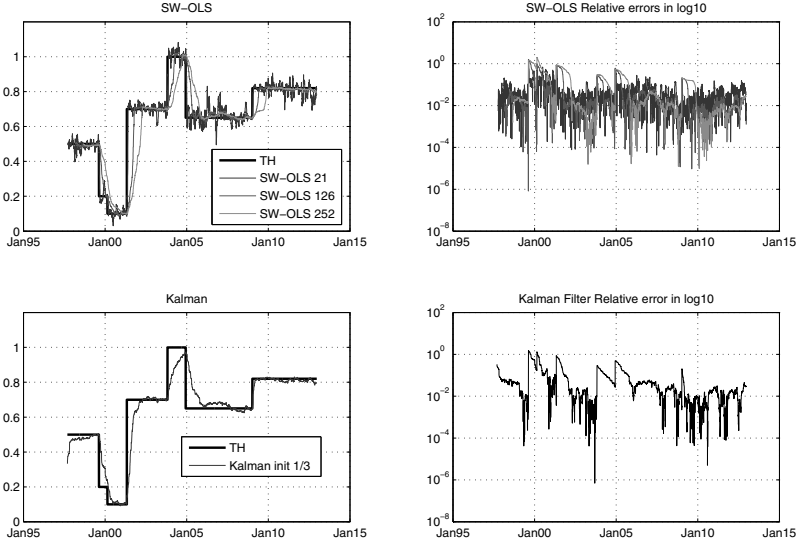 SW−OLS
1
0.8
0.6
0.4
0.2
0
Jan95
Jan00
Jan05
Jan10
Jan15
TH
SW−OLS 21
SW−OLS 126
SW−OLS 252
SW−OLS Relative errors in log10
10^2
10^0
10^−2
10^−4
10^−6
10^−8
Jan95
Jan00
Jan05
Jan10
Jan15
Kalman
1
0.8
0.6
0.4
0.2
0
Jan95
Jan00
Jan05
Jan10
Jan15
TH
Kalman init 1/3
Kalman Filter Relative error in log10
10^2
10^0
10^−2
10^−4
10^−6
10^−8
Jan95
Jan00
Jan05
Jan10
Jan15